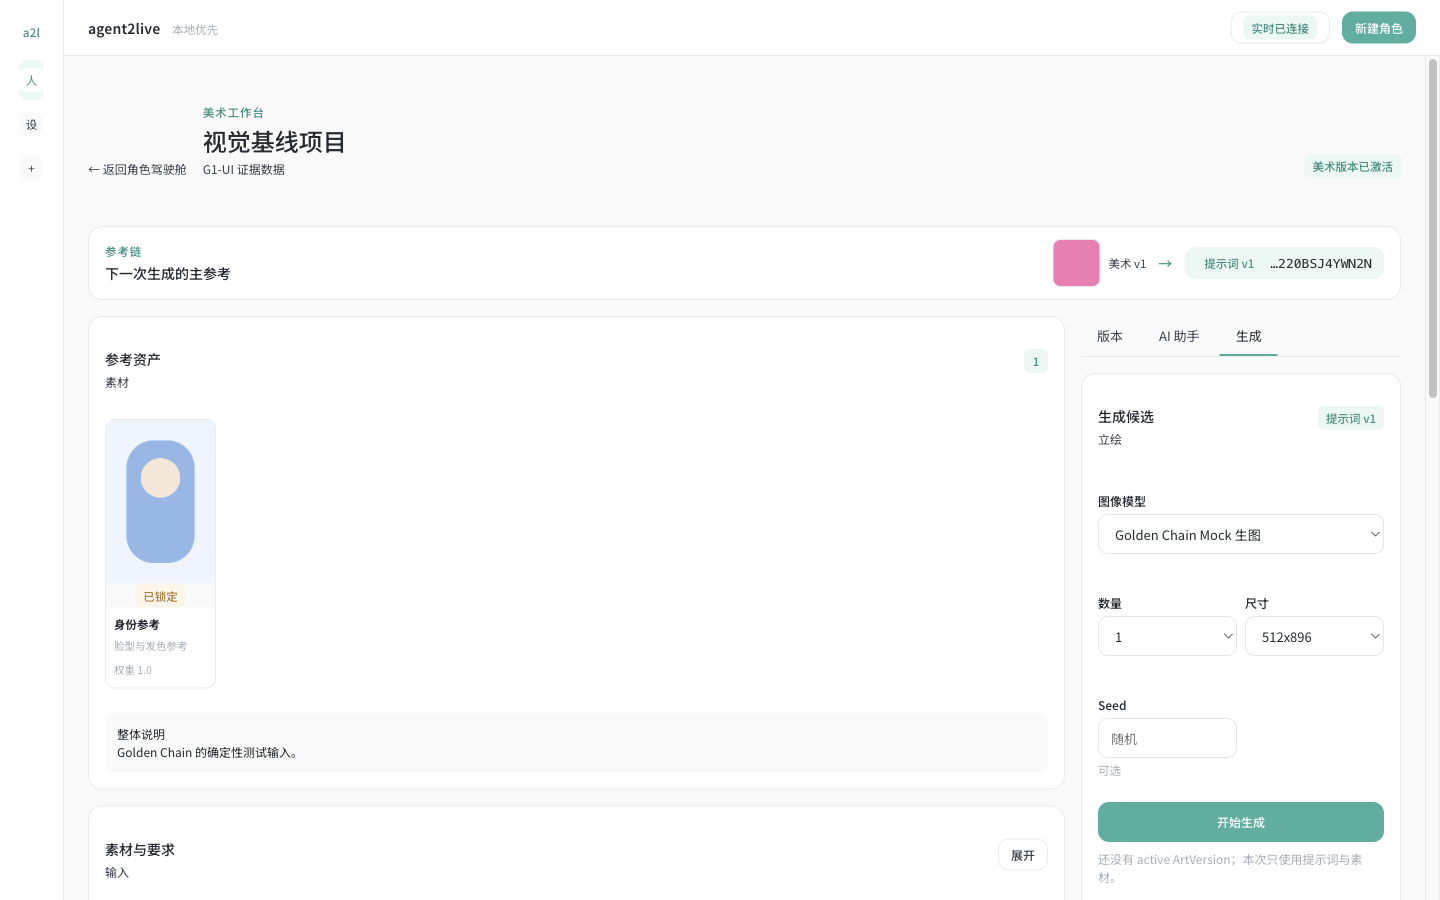 a2l
人
设
+
agent2live 本地优先
实时已连接
新建角色
美术工作台
视觉基线项目
← 返回角色驾驶舱 G1-UI 证据数据
美术版本已激活
参考链
下一次生成的主参考
美术 v1 → 提示词 v1 …220BSJ4YWN2N
参考资产
素材
1
已锁定
身份参考
脸型与发色参考
权重 1.0
整体说明
Golden Chain 的确定性测试输入。
素材与要求
输入
展开
版本 AI 助手 生成
生成候选
立绘
提示词 v1
图像模型
Golden Chain Mock 生图
数量 尺寸
1 512x896
Seed
随机
可选
开始生成
还没有 active ArtVersion；本次只使用提示词与素
材。